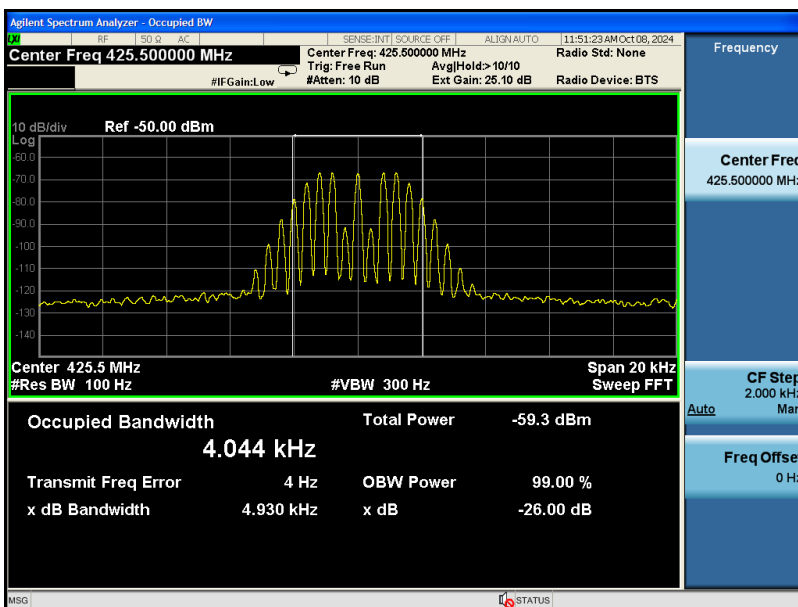 Agilent Spectrum Analyzer - Occupied BW
LXI RF 50 Ω AC SENSE:INT SOURCE OFF ALIGN AUTO 11:51:23 AM Oct 08, 2024
Center Freq 425.500000 MHz
Center Freq: 425.500000 MHz Radio Std: None
Trig: Free Run Avg|Hold:> 10/10
#IFGain:Low #Atten: 10 dB Ext Gain: 25.10 dB Radio Device: BTS
Frequency
10 dB/div Ref -50.00 dBm
Log
-60.0
-70.0
-80.0
-90.0
-100
-110
-120
-130
-140
Center 425.5 MHz Span 20 kHz
#Res BW 100 Hz #VBW 300 Hz Sweep FFT
Occupied Bandwidth Total Power -59.3 dBm
4.044 kHz
Transmit Freq Error 4 Hz OBW Power 99.00 %
x dB Bandwidth 4.930 kHz x dB -26.00 dB
Center Freq
425.500000 MHz
CF Step
2.000 kHz
Auto Man
Freq Offset
0 Hz
MSG STATUS